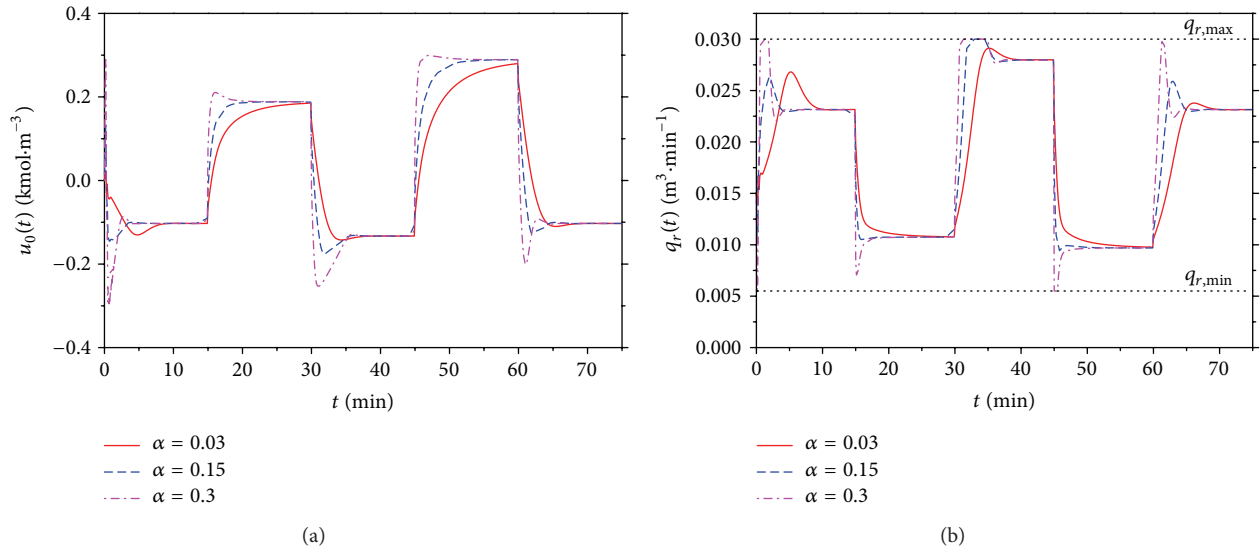 0.4
0.2
0.0
−0.2
−0.4
u₀(t) (kmol·m⁻³)
0 10 20 30 40 50 60 70
t (min)
α = 0.03
α = 0.15
α = 0.3
(a)
q_r,max
0.030
0.025
0.020
0.015
0.010
0.005
0.000
q_r(t) (m³·min⁻¹)
q_r,min
0 10 20 30 40 50 60 70
t (min)
α = 0.03
α = 0.15
α = 0.3
(b)